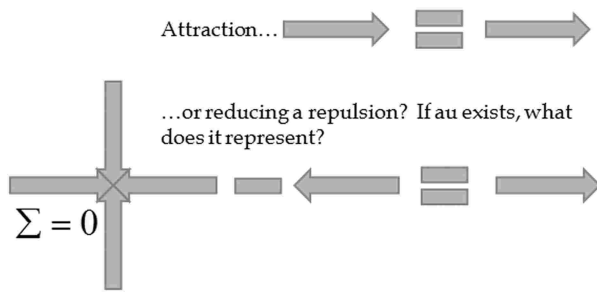 Attraction…
…or reducing a repulsion? If au exists, what
does it represent?
∑ = 0